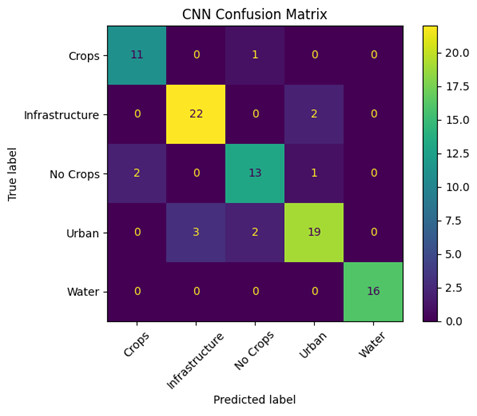 CNN Confusion Matrix
True label
Crops 11 0 1 0 0
Infrastructure 0 22 0 2 0
No Crops 2 0 13 1 0
Urban 0 3 2 19 0
Water 0 0 0 0 16
Crops Infrastructure No Crops Urban Water
Predicted label
20.0
17.5
15.0
12.5
10.0
7.5
5.0
2.5
0.0